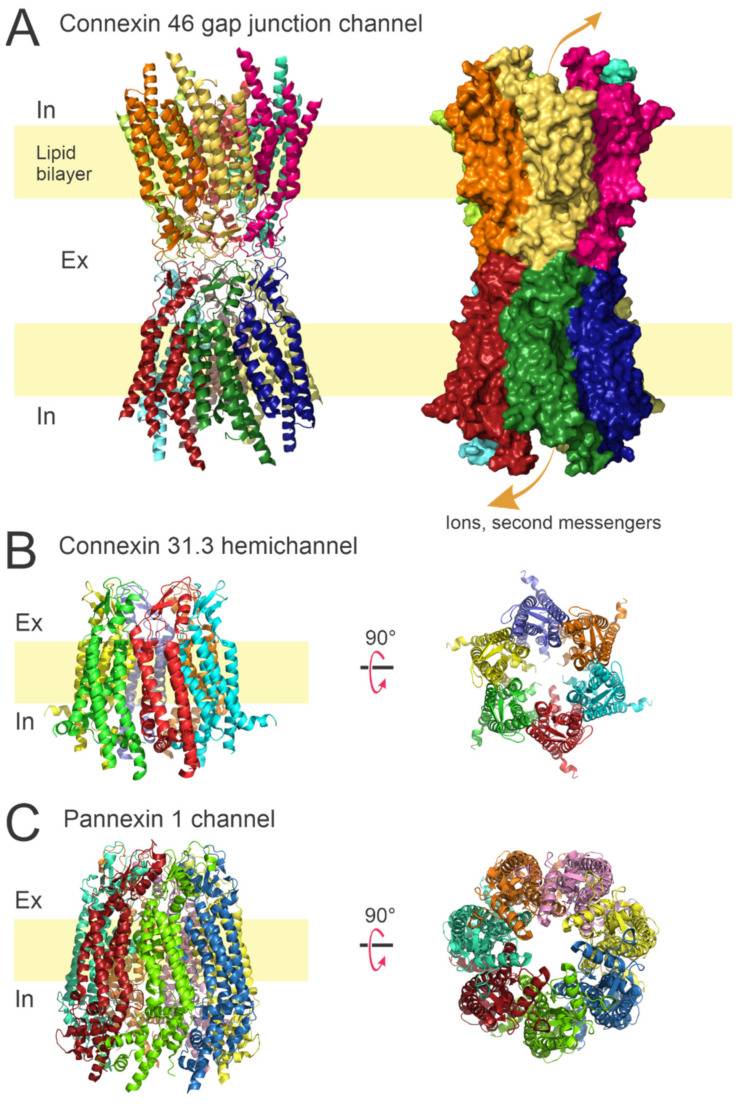 A Connexin 46 gap junction channel
In
Lipid
bilayer
Ex
In
Ions, second messengers
B Connexin 31.3 hemichannel
Ex
In
90°
C Pannexin 1 channel
Ex
In
90°